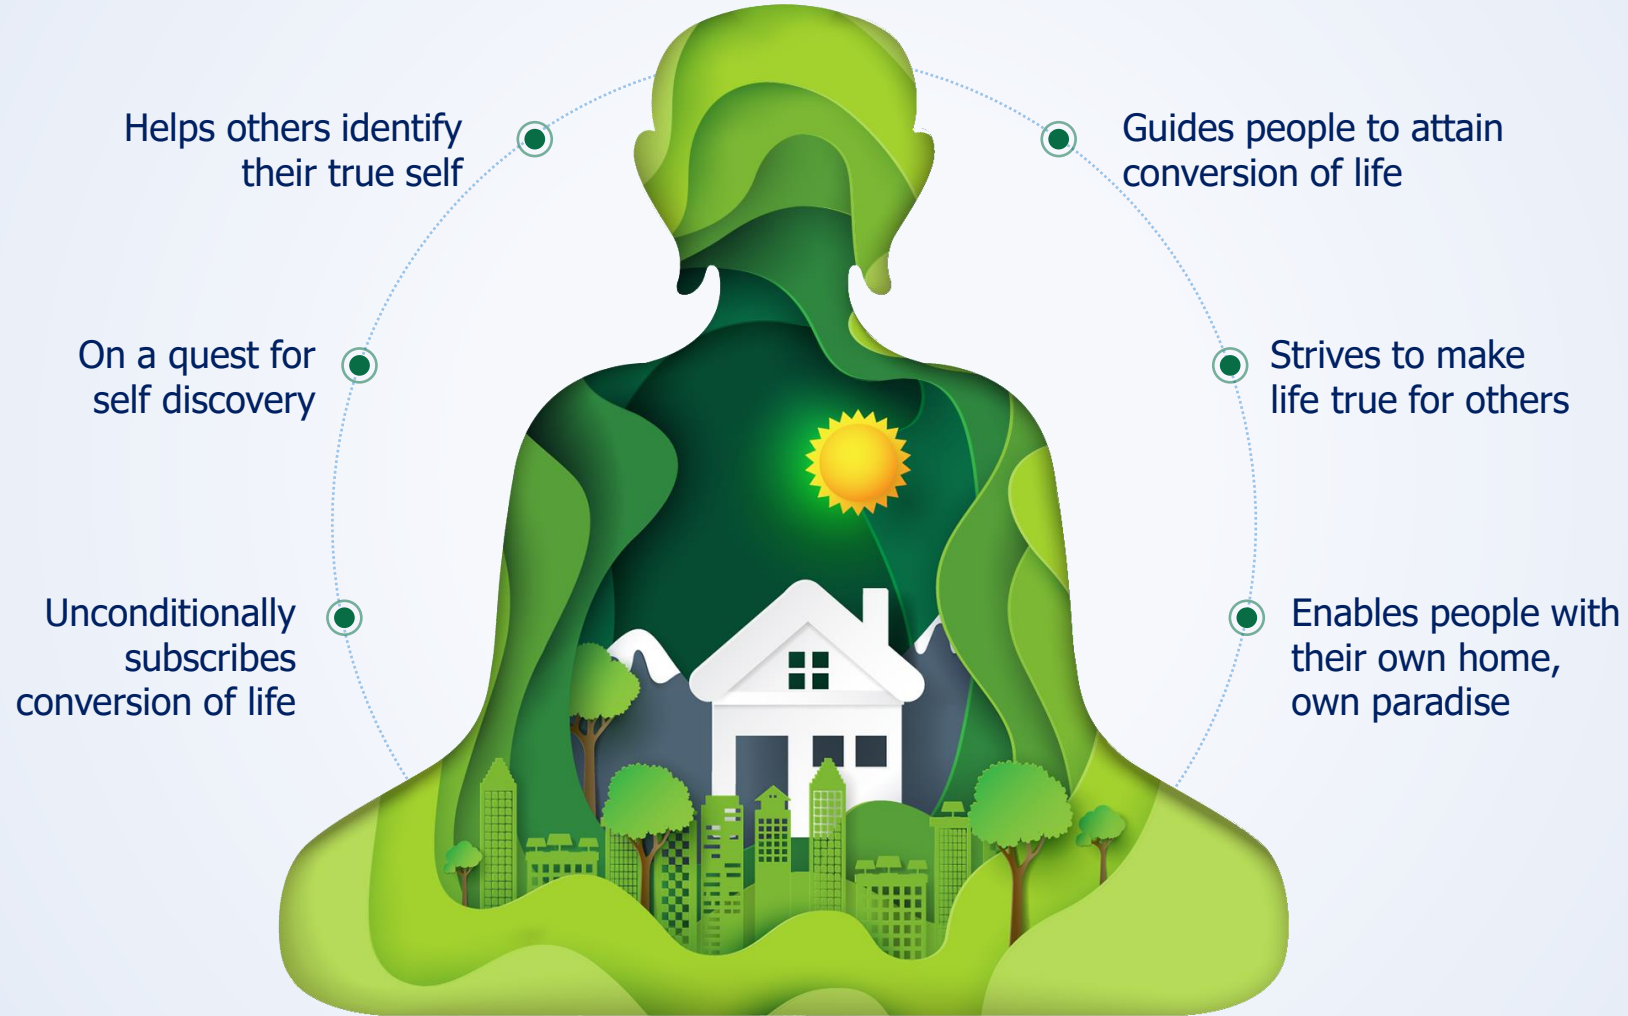 Helps others identify
their true self
On a quest for
self discovery
Unconditionally
subscribes
conversion of life
Guides people to attain
conversion of life
Strives to make
life true for others
Enables people with
their own home,
own paradise